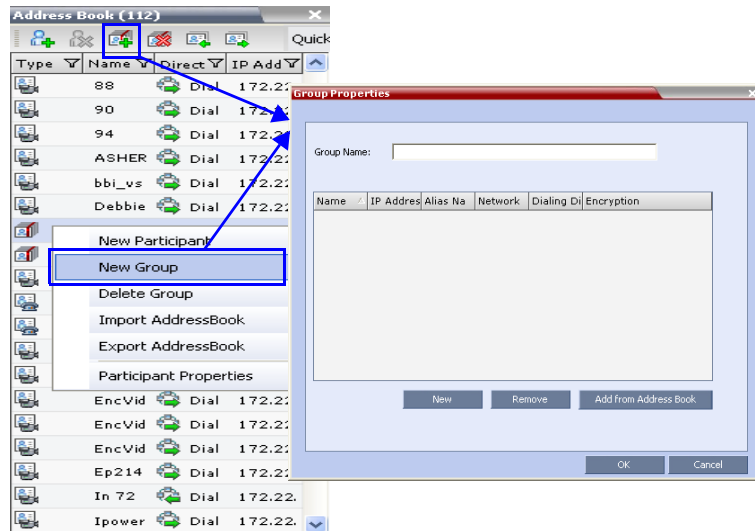 Address Book (112)
Quick
Type Name Direct IP Add
88 Dial 172.22
90 Dial 172.2
94 Dial 172.2
ASHER Dial 172.22
bbi_vs Dial 172.22
Debbie Dial 172.22
New Participant
New Group
Delete Group
Import AddressBook
Export AddressBook
Participant Properties
EncVid Dial 172.22
EncVid Dial 172.22
EncVid Dial 172.22
Ep214 Dial 172.22
In 72 Dial 172.22.
Ipower Dial 172.22.
Group Properties
Group Name:
Name IP Addres Alias Na Network Dialing Di Encryption
New Remove Add from Address Book
OK Cancel